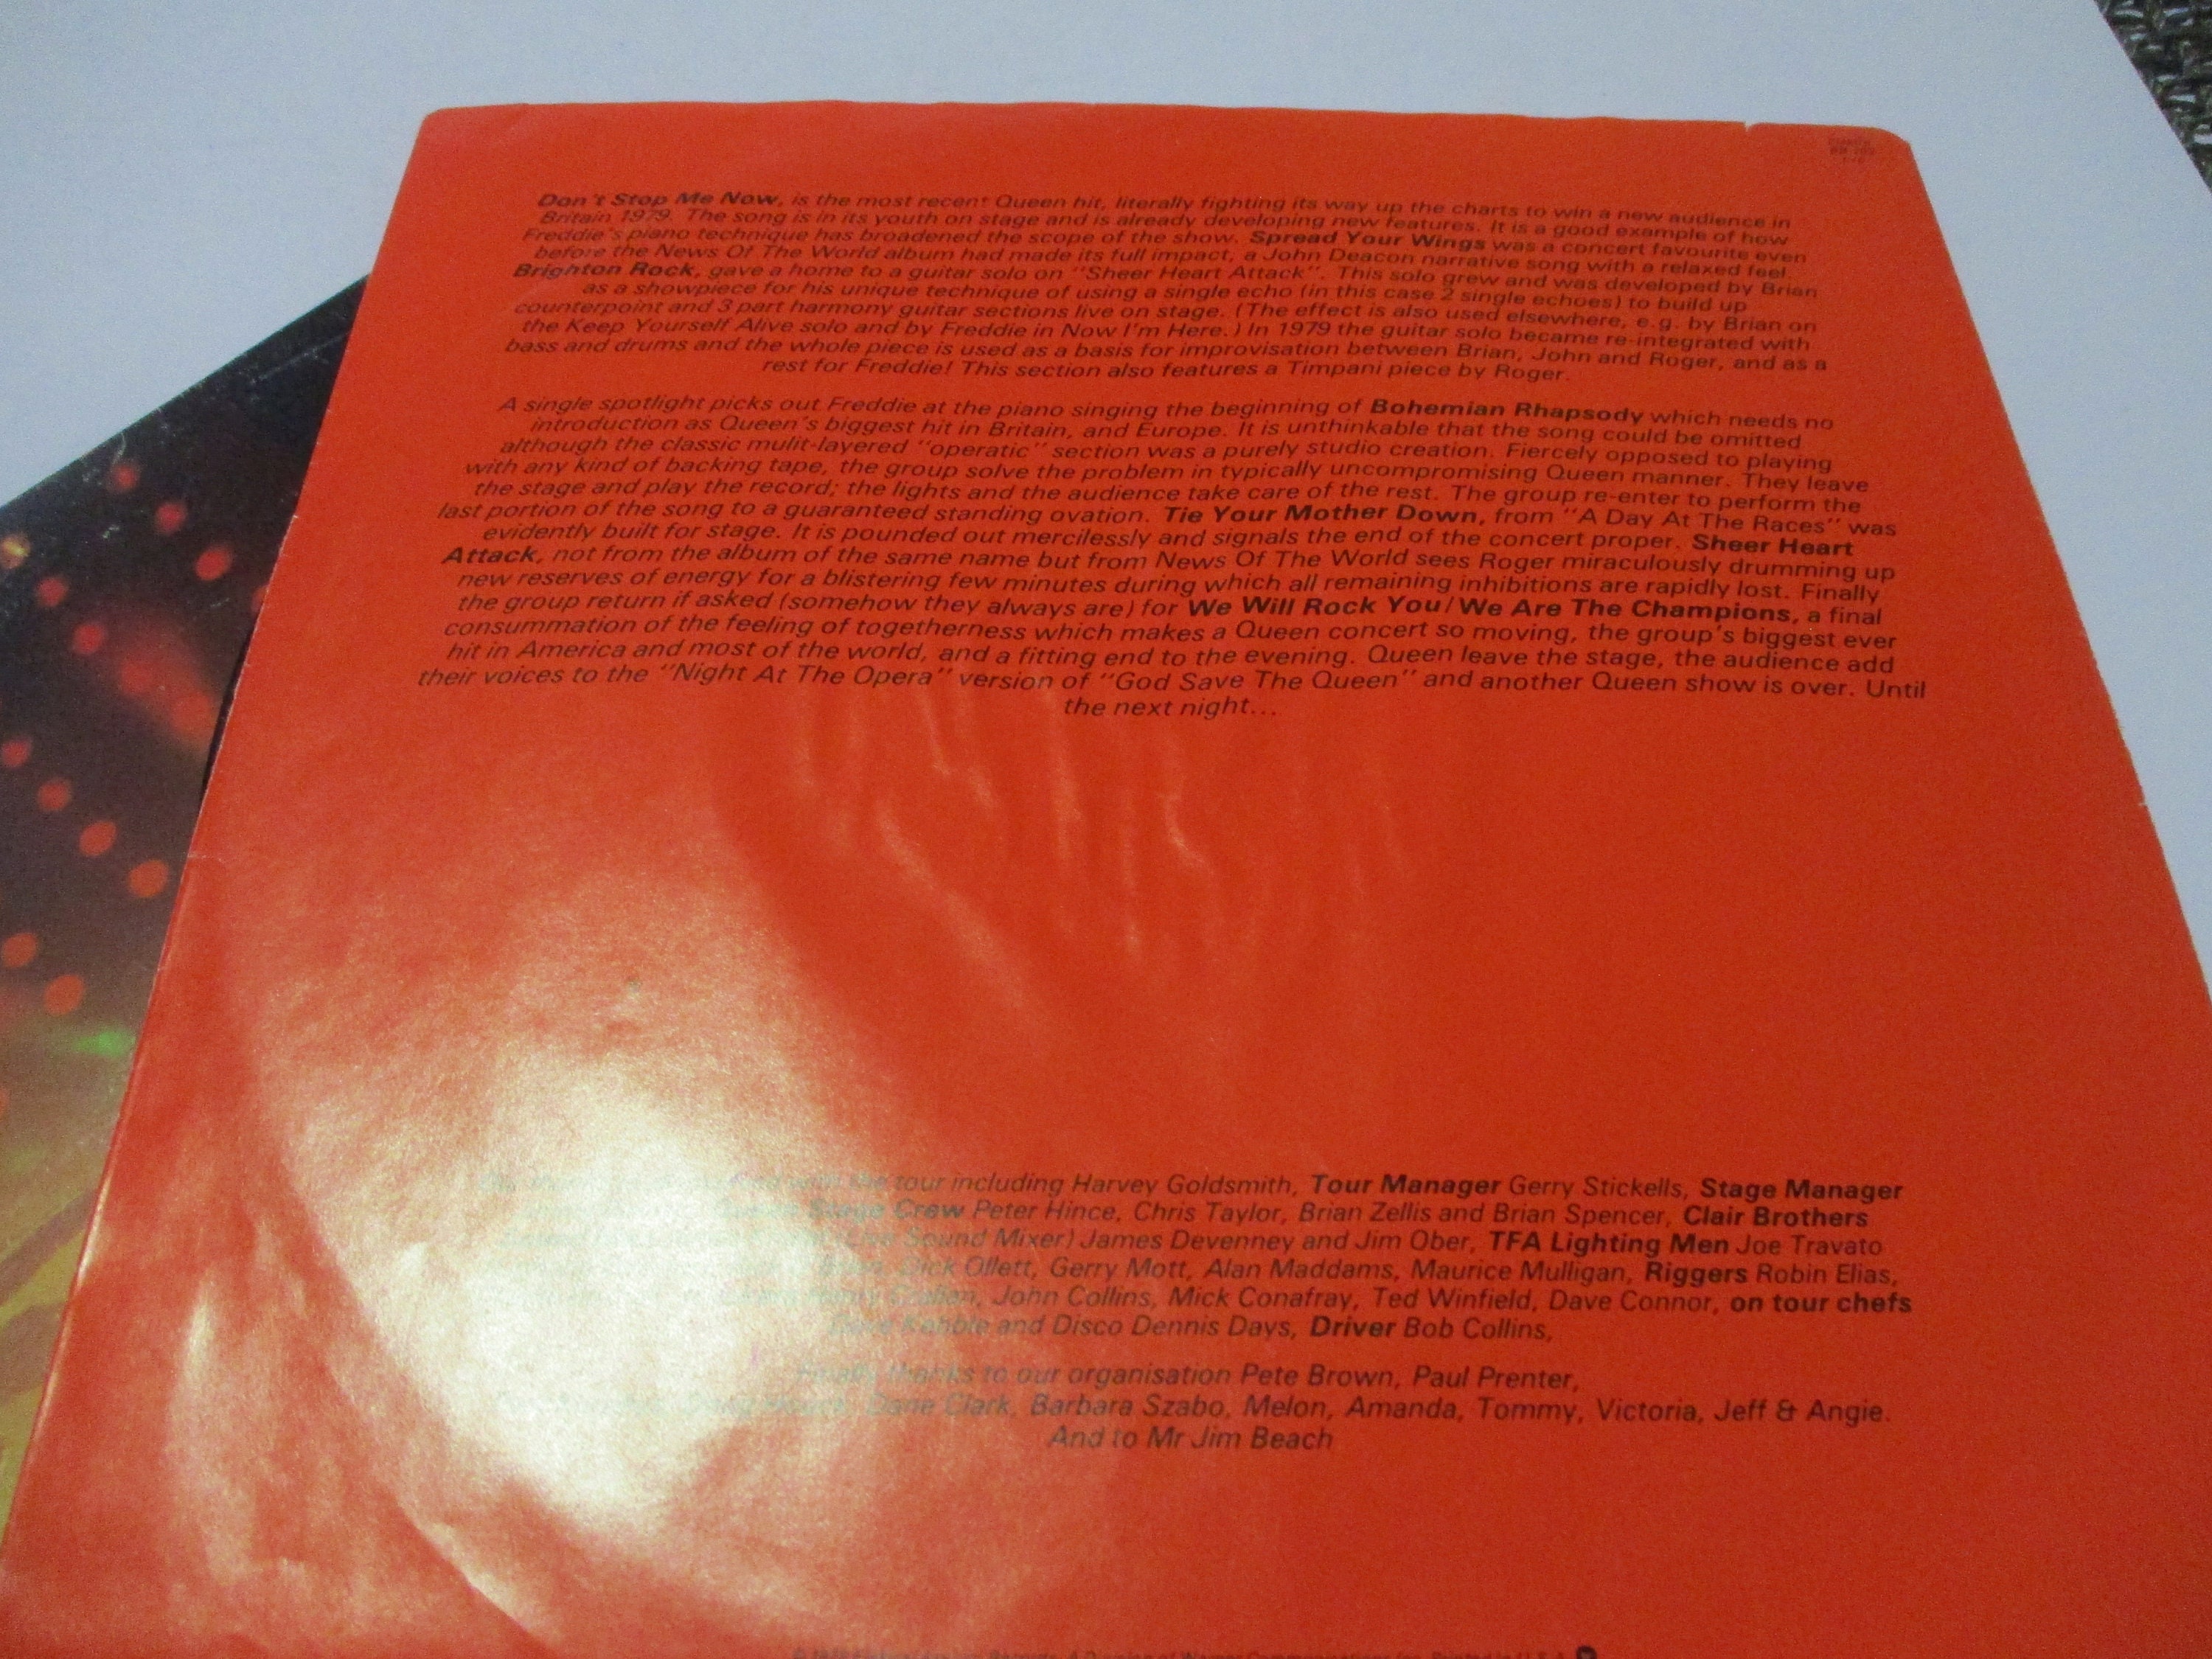 Don't Stop Me Now, is the most recent Queen hit, literally fighting its way up the charts to win a new audience in
Britain 1979. The song is in its youth on stage and is already developing new features. It is a good example of how
Freddie's piano technique has broadened the scope of the show. Spread Your Wings was a concert favourite even
before the News Of The World album had made its full impact, a John Deacon narrative song with a relaxed feel.
Brighton Rock, gave a home to a guitar solo on "Sheer Heart Attack". This solo grew and was developed by Brian
as a showpiece for his unique technique of using a single echo (in this case 2 single echoes) to build up
counterpoint and 3 part harmony guitar sections live on stage. (The effect is also used elsewhere, e.g. by Brian on
the Keep Yourself Alive solo and by Freddie in Now I'm Here.) In 1979 the guitar solo became re-integrated with
bass and drums and the whole piece is used as a basis for improvisation between Brian, John and Roger, and as a
rest for Freddie! This section also features a Timpani piece by Roger.
A single spotlight picks out Freddie at the piano singing the beginning of Bohemian Rhapsody which needs no
introduction as Queen's biggest hit in Britain, and Europe. It is unthinkable that the song could be omitted
although the classic mulit-layered "operatic" section was a purely studio creation. Fiercely opposed to playing
with any kind of backing tape, the group solve the problem in typically uncompromising Queen manner. They leave
the stage and play the record; the lights and the audience take care of the rest. The group re-enter to perform the
last portion of the song to a guaranteed standing ovation. Tie Your Mother Down, from "A Day At The Races" was
evidently built for stage. It is pounded out mercilessly and signals the end of the concert proper. Sheer Heart
Attack, not from the album of the same name but from News Of The World sees Roger miraculously drumming up
new reserves of energy for a blistering few minutes during which all remaining inhibitions are rapidly lost. Finally
the group return if asked (somehow they always are) for We Will Rock You/We Are The Champions, a final
consummation of the feeling of togetherness which makes a Queen concert so moving, the group's biggest ever
hit in America and most of the world, and a fitting end to the evening. Queen leave the stage, the audience add
their voices to the "Night At The Opera" version of "God Save The Queen" and another Queen show is over. Until
the next night...
with the tour including Harvey Goldsmith, Tour Manager Gerry Stickells, Stage Manager
Stage Crew Peter Hince, Chris Taylor, Brian Zellis and Brian Spencer, Clair Brothers
Sound Mixer) James Devenney and Jim Ober, TFA Lighting Men Joe Travato
Dick Ollett, Gerry Mott, Alan Maddams, Maurice Mulligan, Riggers Robin Elias,
John Collins, Mick Conafray, Ted Winfield, Dave Connor, on tour chefs
and Disco Dennis Days, Driver Bob Collins,
Finally thanks to our organisation Pete Brown, Paul Prenter,
Dane Clark, Barbara Szabo, Melon, Amanda, Tommy, Victoria, Jeff & Angie.
And to Mr Jim Beach